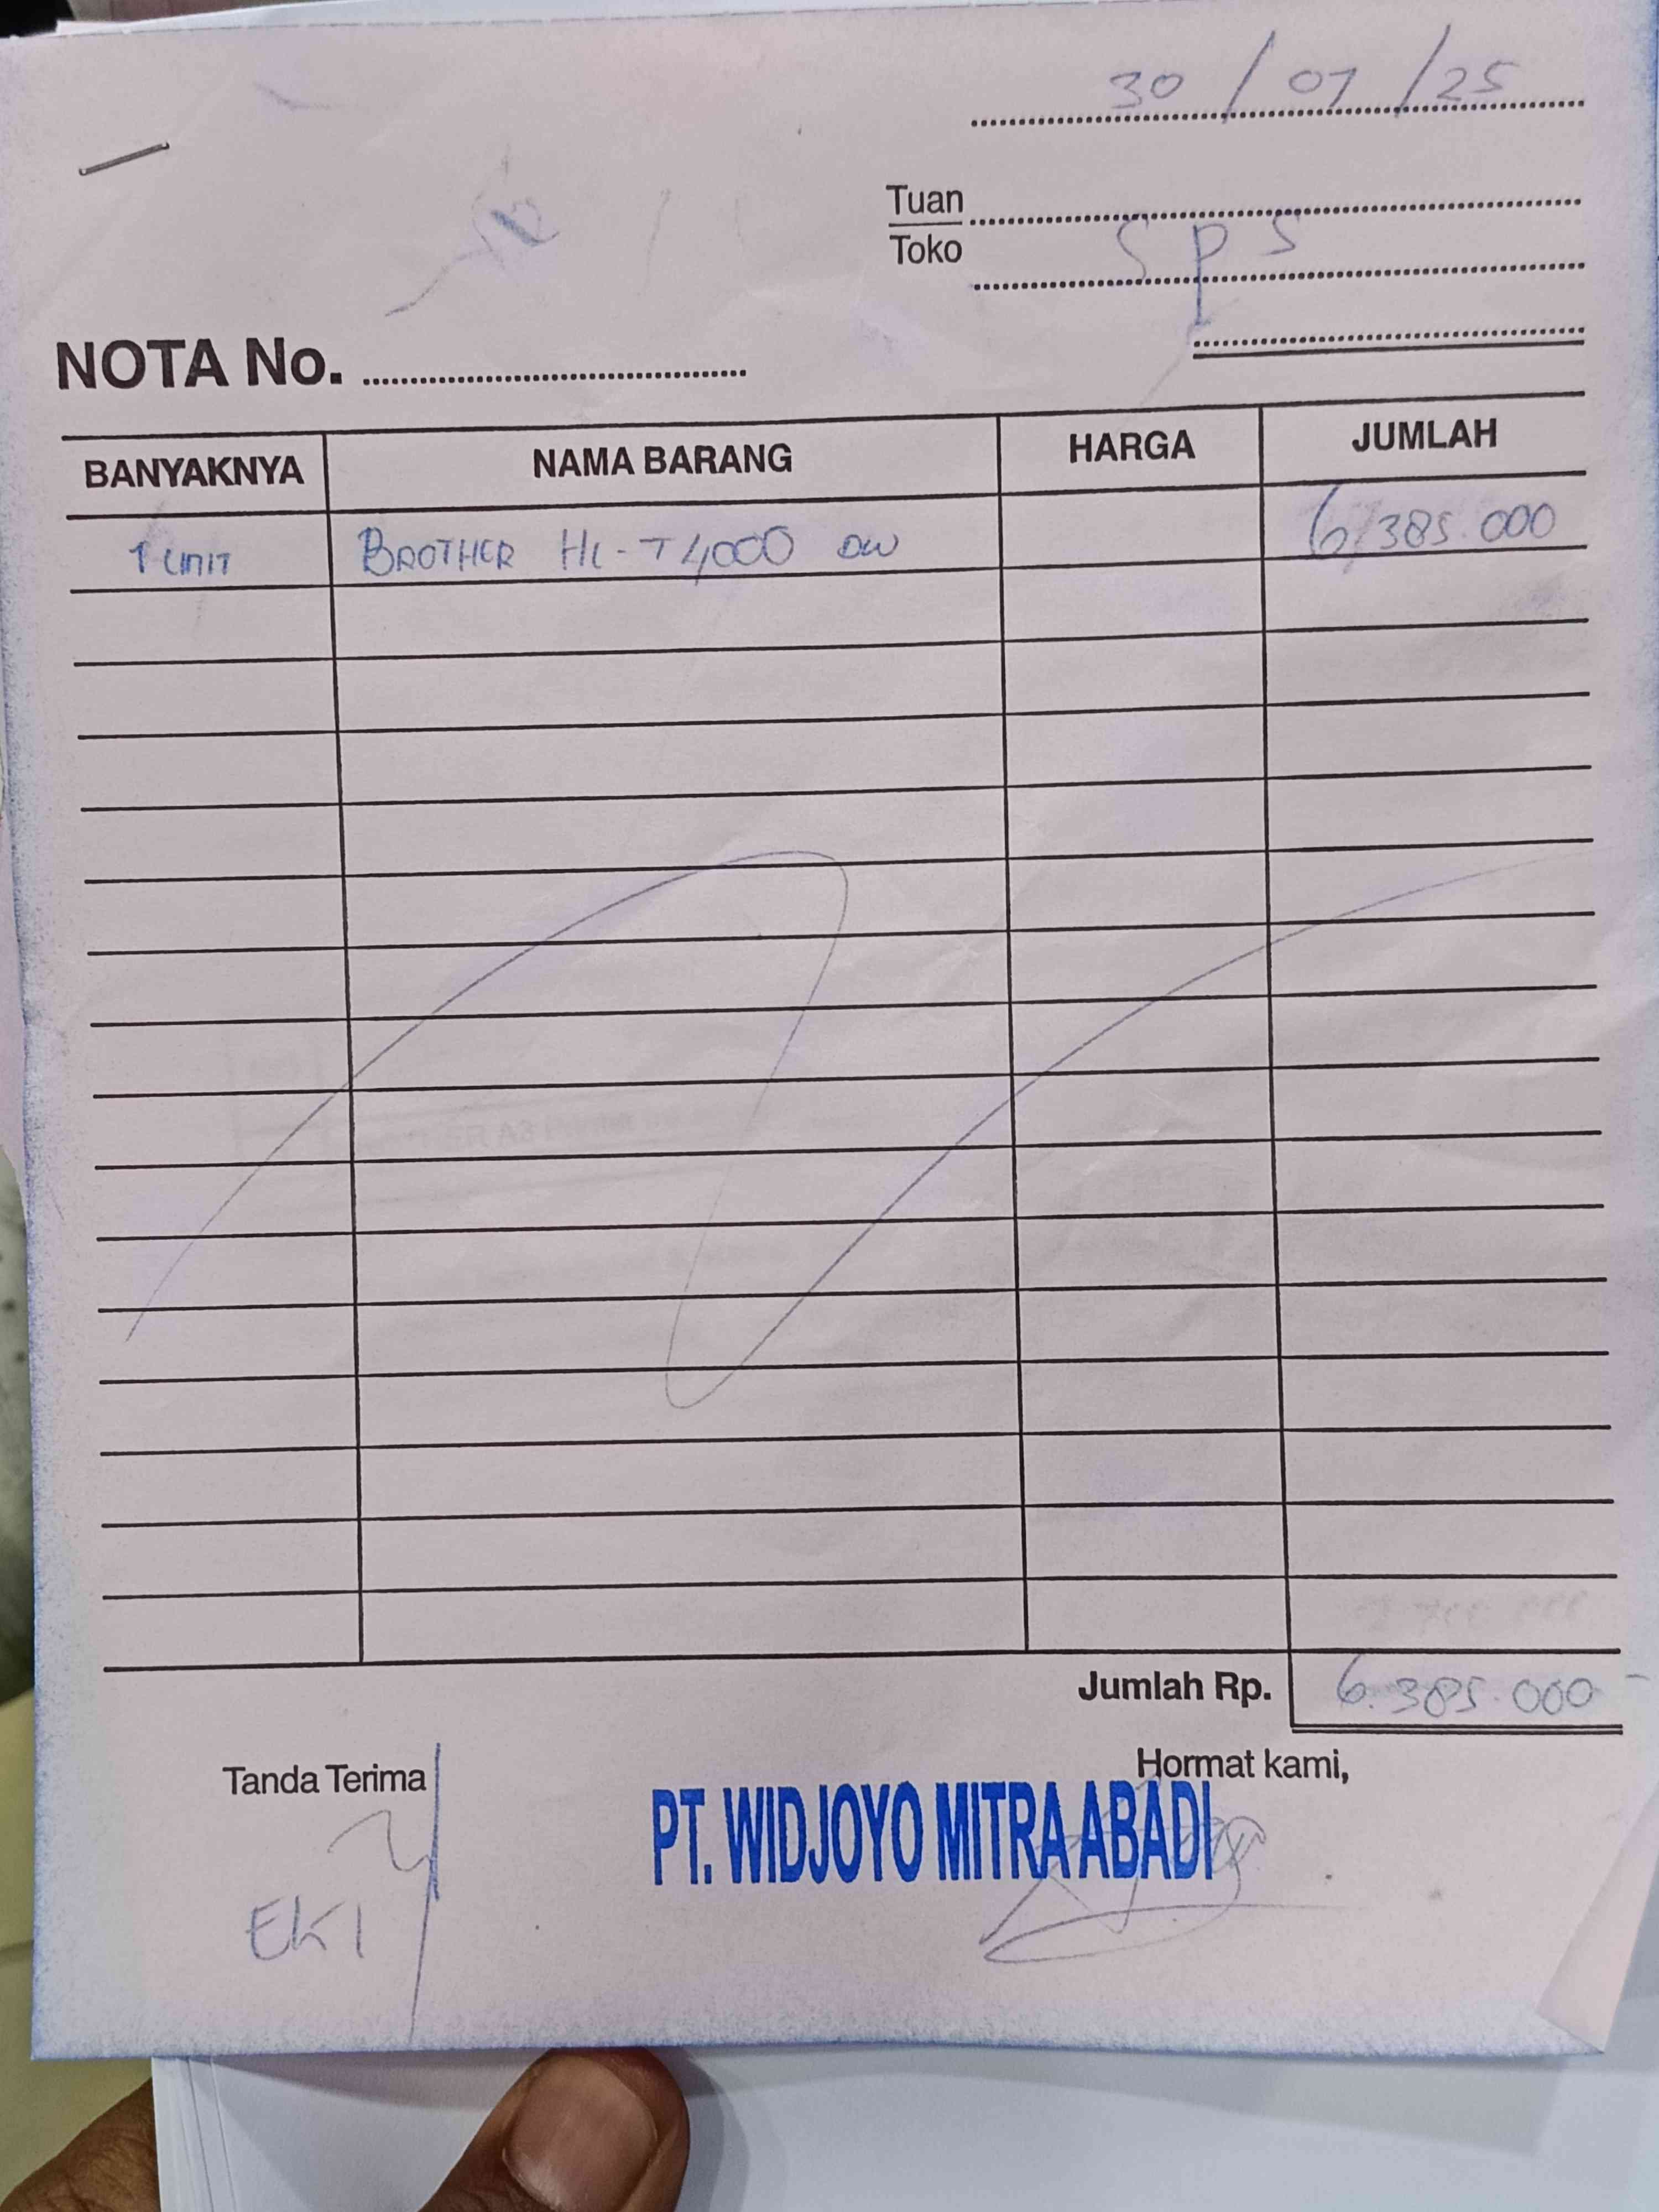 30 / 07 / 25
Tuan
Toko
SPS
NOTA No.
BANYAKNYA NAMA BARANG HARGA JUMLAH
1 UNIT BROTHER HL-T4000 DW 6.385.000
Jumlah Rp. 6.385.000
Tanda Terima Hormat kami,
PT. WIDJOYO MITRA ABADI
EKI